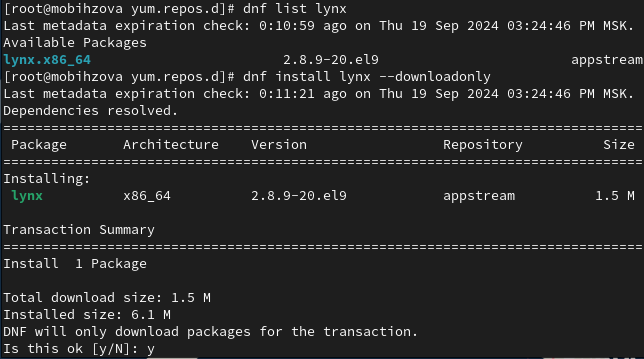 [root@mobihzova yum.repos.d]# dnf list lynx
Last metadata expiration check: 0:10:59 ago on Thu 19 Sep 2024 03:24:46 PM MSK.
Available Packages
lynx.x86_64 2.8.9-20.el9 appstream
[root@mobihzova yum.repos.d]# dnf install lynx --downloadonly
Last metadata expiration check: 0:11:21 ago on Thu 19 Sep 2024 03:24:46 PM MSK.
Dependencies resolved.
================================================================================
Package Architecture Version Repository Size
================================================================================
Installing:
lynx x86_64 2.8.9-20.el9 appstream 1.5 M
Transaction Summary
================================================================================
Install 1 Package
Total download size: 1.5 M
Installed size: 6.1 M
DNF will only download packages for the transaction.
Is this ok [y/N]: y